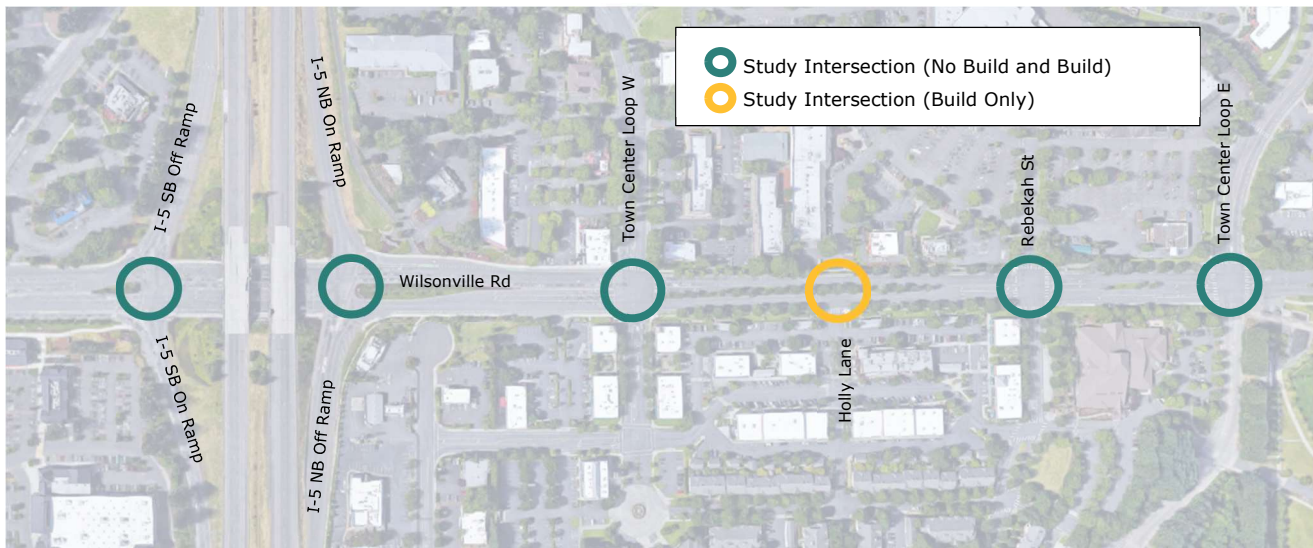 Study Intersection (No Build and Build)
Study Intersection (Build Only)
I-5 SB Off Ramp
I-5 NB On Ramp
Town Center Loop W
Rebekah St
Town Center Loop E
Wilsonville Rd
I-5 SB On Ramp
I-5 NB Off Ramp
Holly Lane